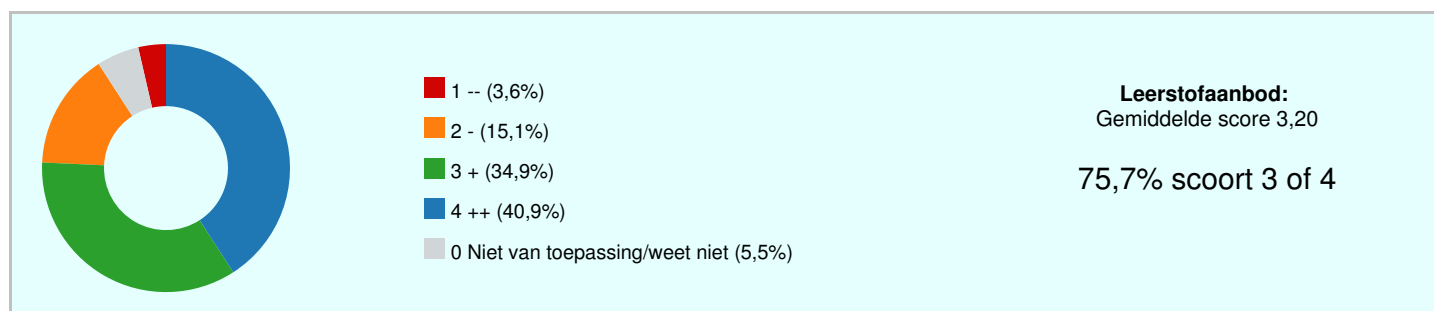 1 -- (3,6%)
2 - (15,1%)
3 + (34,9%)
4 ++ (40,9%)
0 Niet van toepassing/weet niet (5,5%)
Leerstofaanbod:
Gemiddelde score 3,20
75,7% scoort 3 of 4